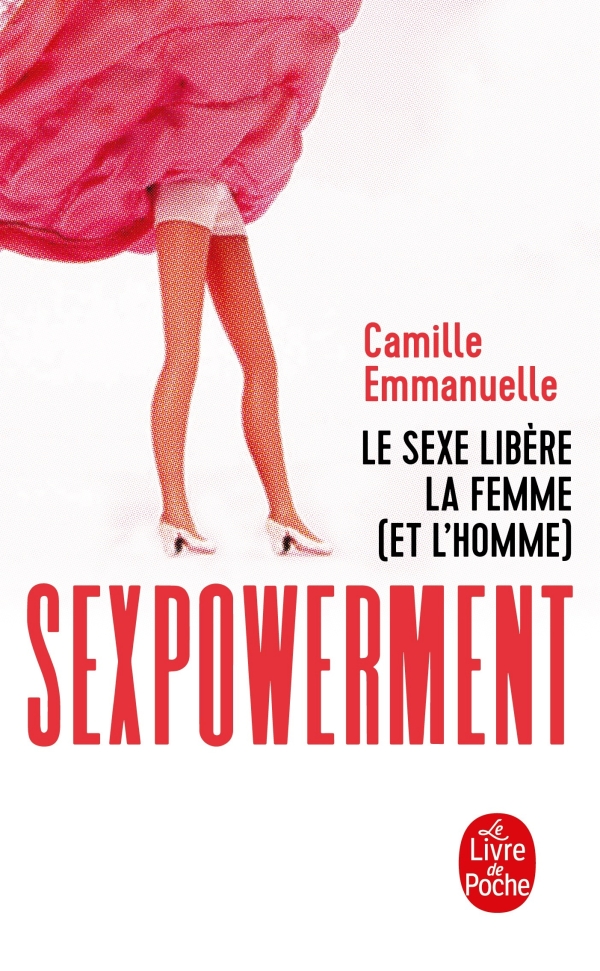 Camille
Emmanuelle
LE SEXE LIBÈRE
LA FEMME
(ET L'HOMME)
SEXPOWERMENT
Le
Livre
de
Poche